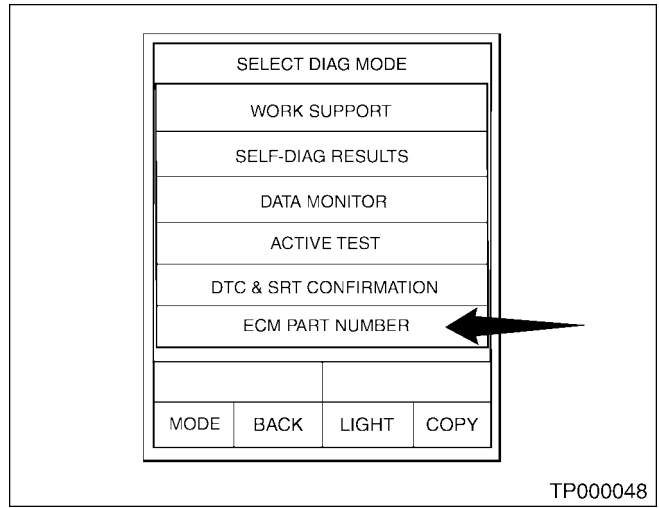 SELECT DIAG MODE
WORK SUPPORT
SELF-DIAG RESULTS
DATA MONITOR
ACTIVE TEST
DTC & SRT CONFIRMATION
ECM PART NUMBER
MODE BACK LIGHT COPY
TP000048